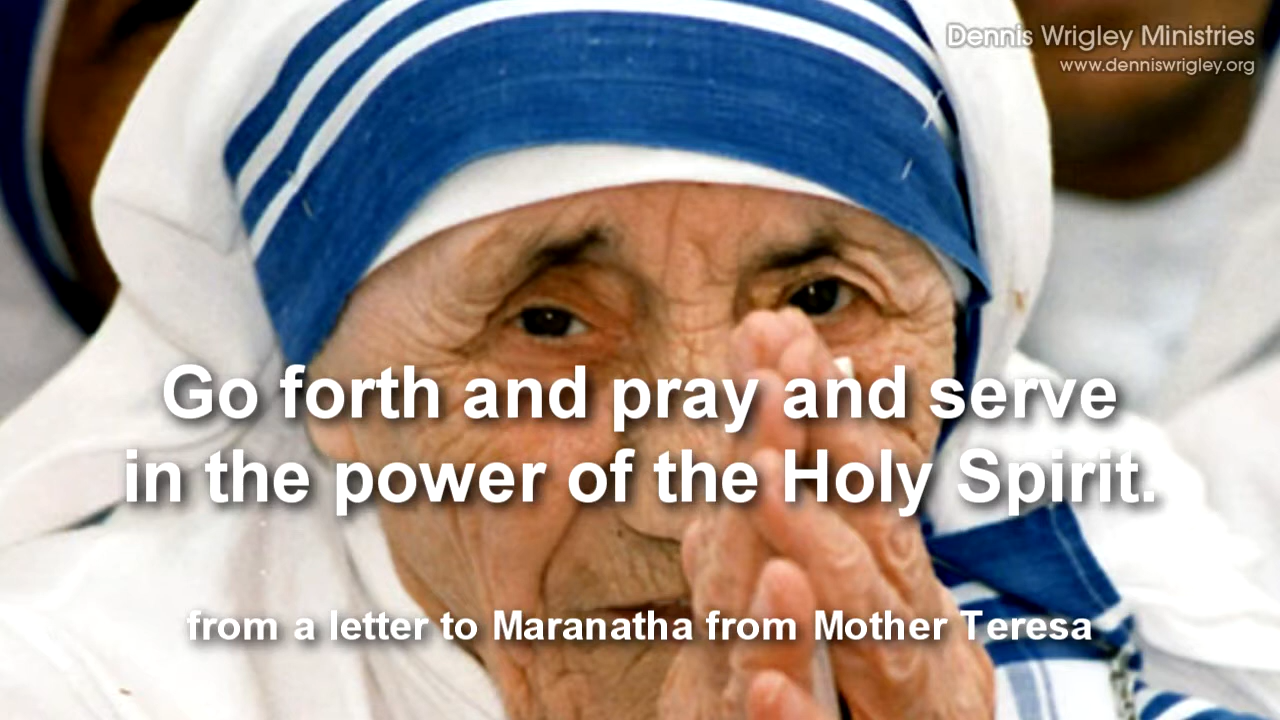 Dennis Wrigley Ministries
www.denniswrigley.org
Go forth and pray and serve
in the power of the Holy Spirit.
from a letter to Maranatha from Mother Teresa